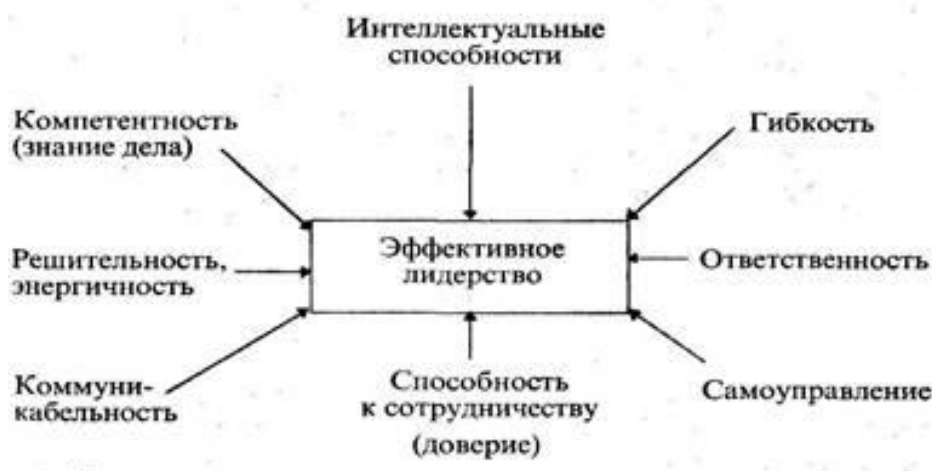 Интеллектуальные
способности
Компетентность
(знание дела)
Гибкость
Эффективное
лидерство
Решительность,
энергичность
Ответственность
Коммуни-
кабельность
Способность
к сотрудничеству
(доверие)
Самоуправление